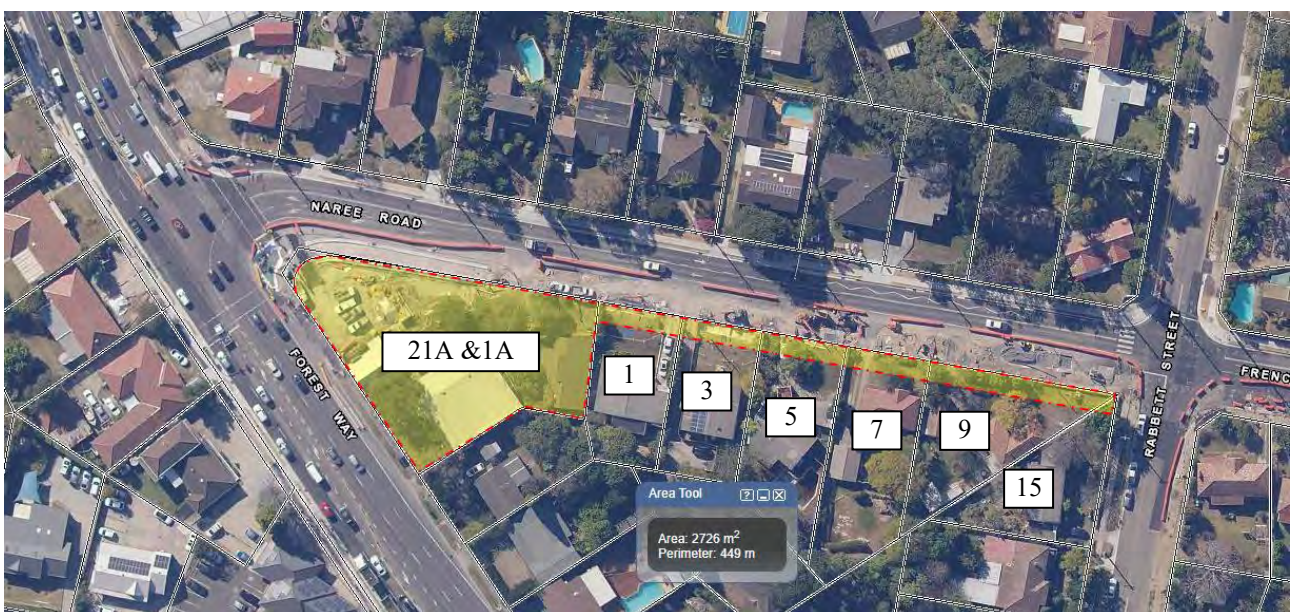 NAREE ROAD
21A &1A
1
3
5
7
9
15
FOREST WAY
RABBETT STREET
FRENC
Area Tool
?
Area: 2726 m²
Perimeter: 449 m